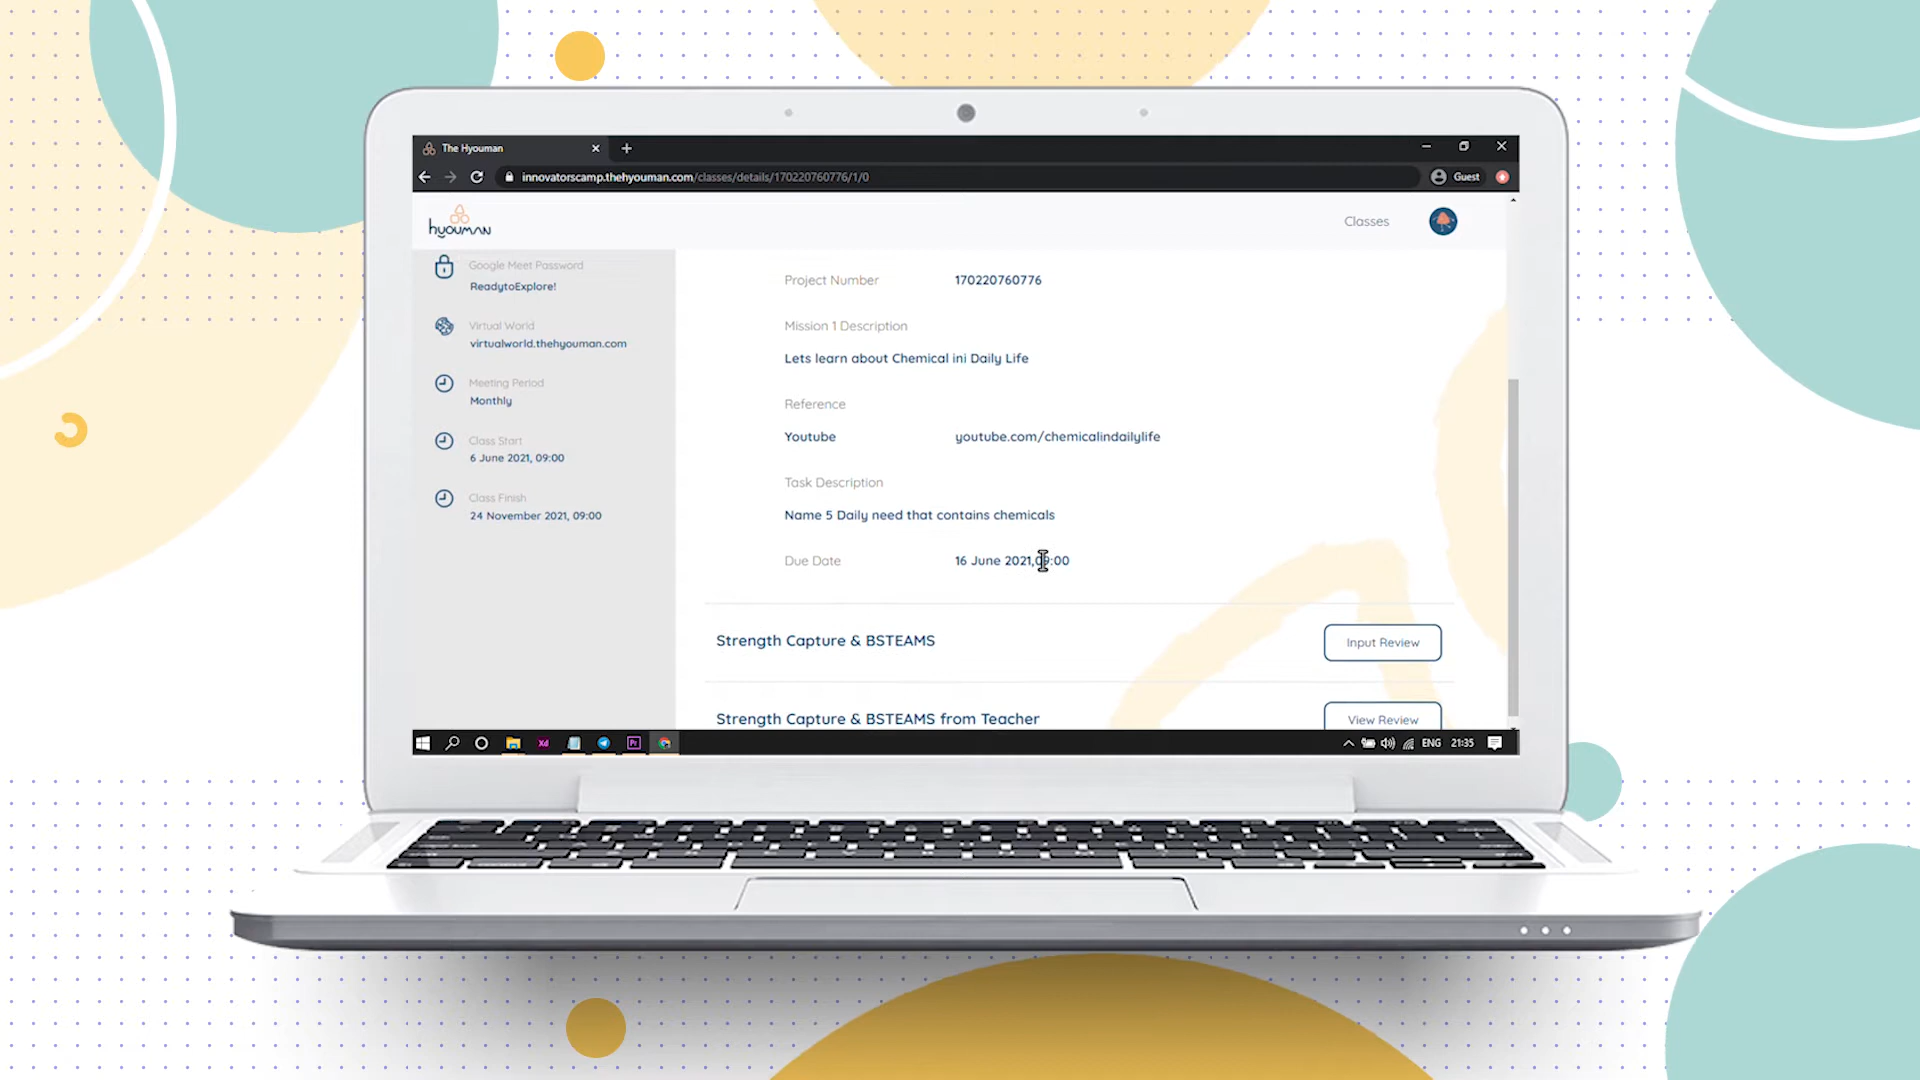 The Hyouman
innovatorscamp.thehyouman.com/classes/details/170220760776/1/0
Guest
hyouman
Classes
Google Meet Password
ReadytoExplore!
Virtual World
virtualworld.thehyouman.com
Meeting Period
Monthly
Class Start
6 June 2021, 09:00
Class Finish
24 November 2021, 09:00
Project Number 170220760776
Mission 1 Description
Lets learn about Chemical ini Daily Life
Reference
Youtube youtube.com/chemicalindailylife
Task Description
Name 5 Daily need that contains chemicals
Due Date 16 June 2021,09:00
Strength Capture & BSTEAMS Input Review
Strength Capture & BSTEAMS from Teacher View Review
Xd Pr ENG 21:35